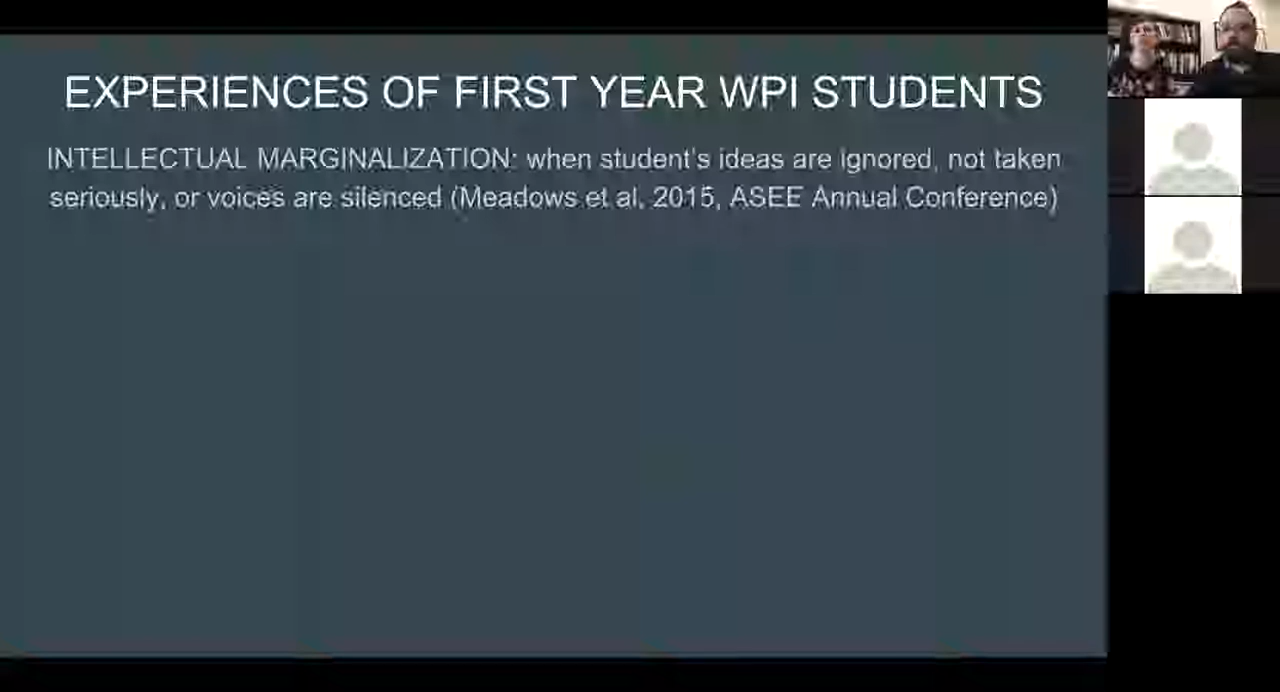 EXPERIENCES OF FIRST YEAR WPI STUDENTS
INTELLECTUAL MARGINALIZATION: when student's ideas are ignored, not taken
seriously, or voices are silenced (Meadows et al, 2015, ASEE Annual Conference)